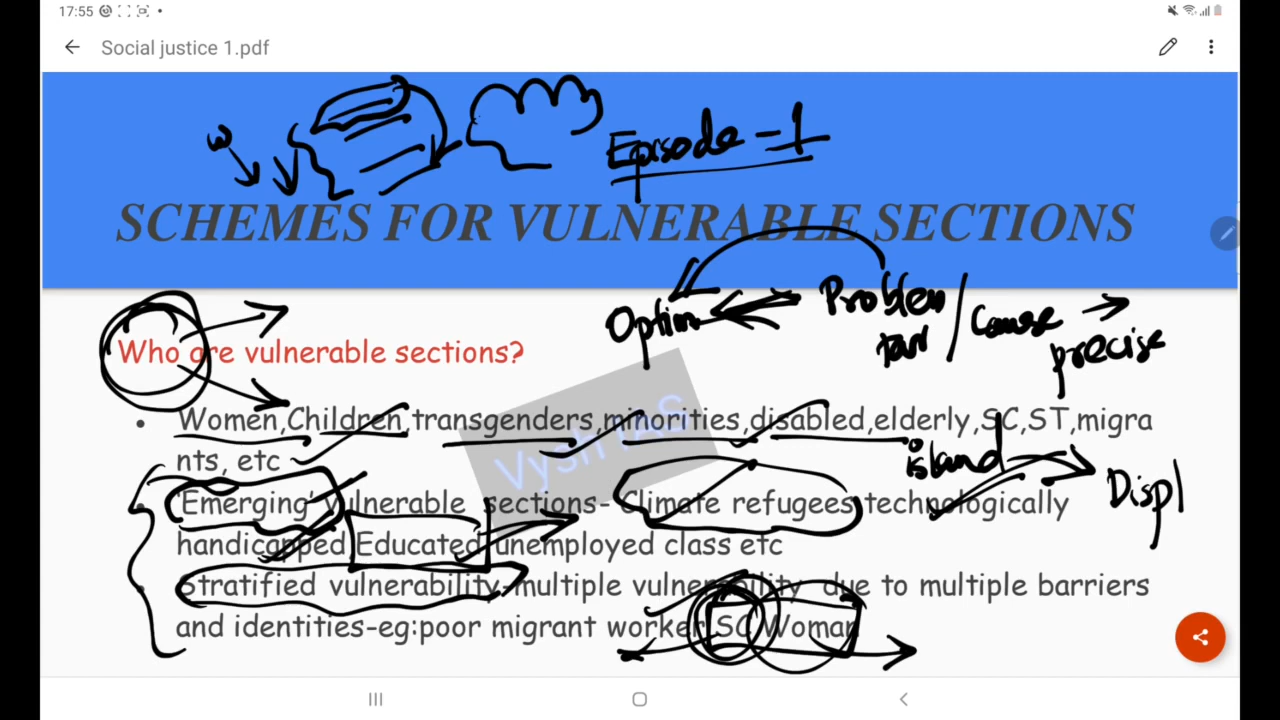 17:55
Social justice 1.pdf
w
Episode -1
SCHEMES FOR VULNERABLE SECTIONS
Option Problem / Cause
precise
Who are vulnerable sections?
Women,Children,transgenders,minorities,disabled,elderly,SC,ST,migra
nts, etc
island
Displ
'Emerging' vulnerable sections- Climate refugees,technologically
handicapped,Educated unemployed class etc
Stratified vulnerability-multiple vulnerability due to multiple barriers
and identities-eg:poor migrant worker,SC Woman
Vysh IAS